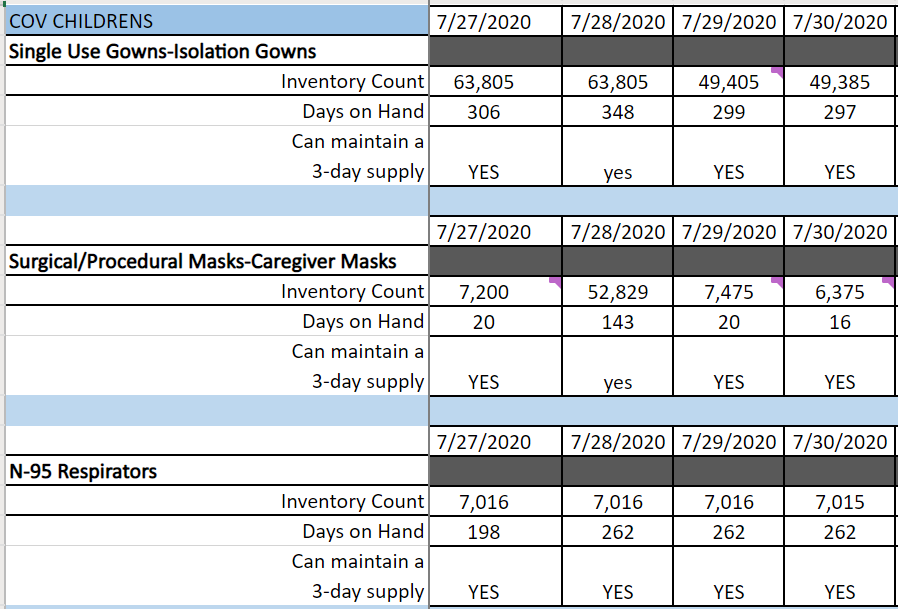 COV CHILDRENS 7/27/2020 7/28/2020 7/29/2020 7/30/2020
Single Use Gowns-Isolation Gowns
Inventory Count 63,805 63,805 49,405 49,385
Days on Hand 306 348 299 297
Can maintain a
3-day supply YES yes YES YES
7/27/2020 7/28/2020 7/29/2020 7/30/2020
Surgical/Procedural Masks-Caregiver Masks
Inventory Count 7,200 52,829 7,475 6,375
Days on Hand 20 143 20 16
Can maintain a
3-day supply YES yes YES YES
7/27/2020 7/28/2020 7/29/2020 7/30/2020
N-95 Respirators
Inventory Count 7,016 7,016 7,016 7,015
Days on Hand 198 262 262 262
Can maintain a
3-day supply YES YES YES YES